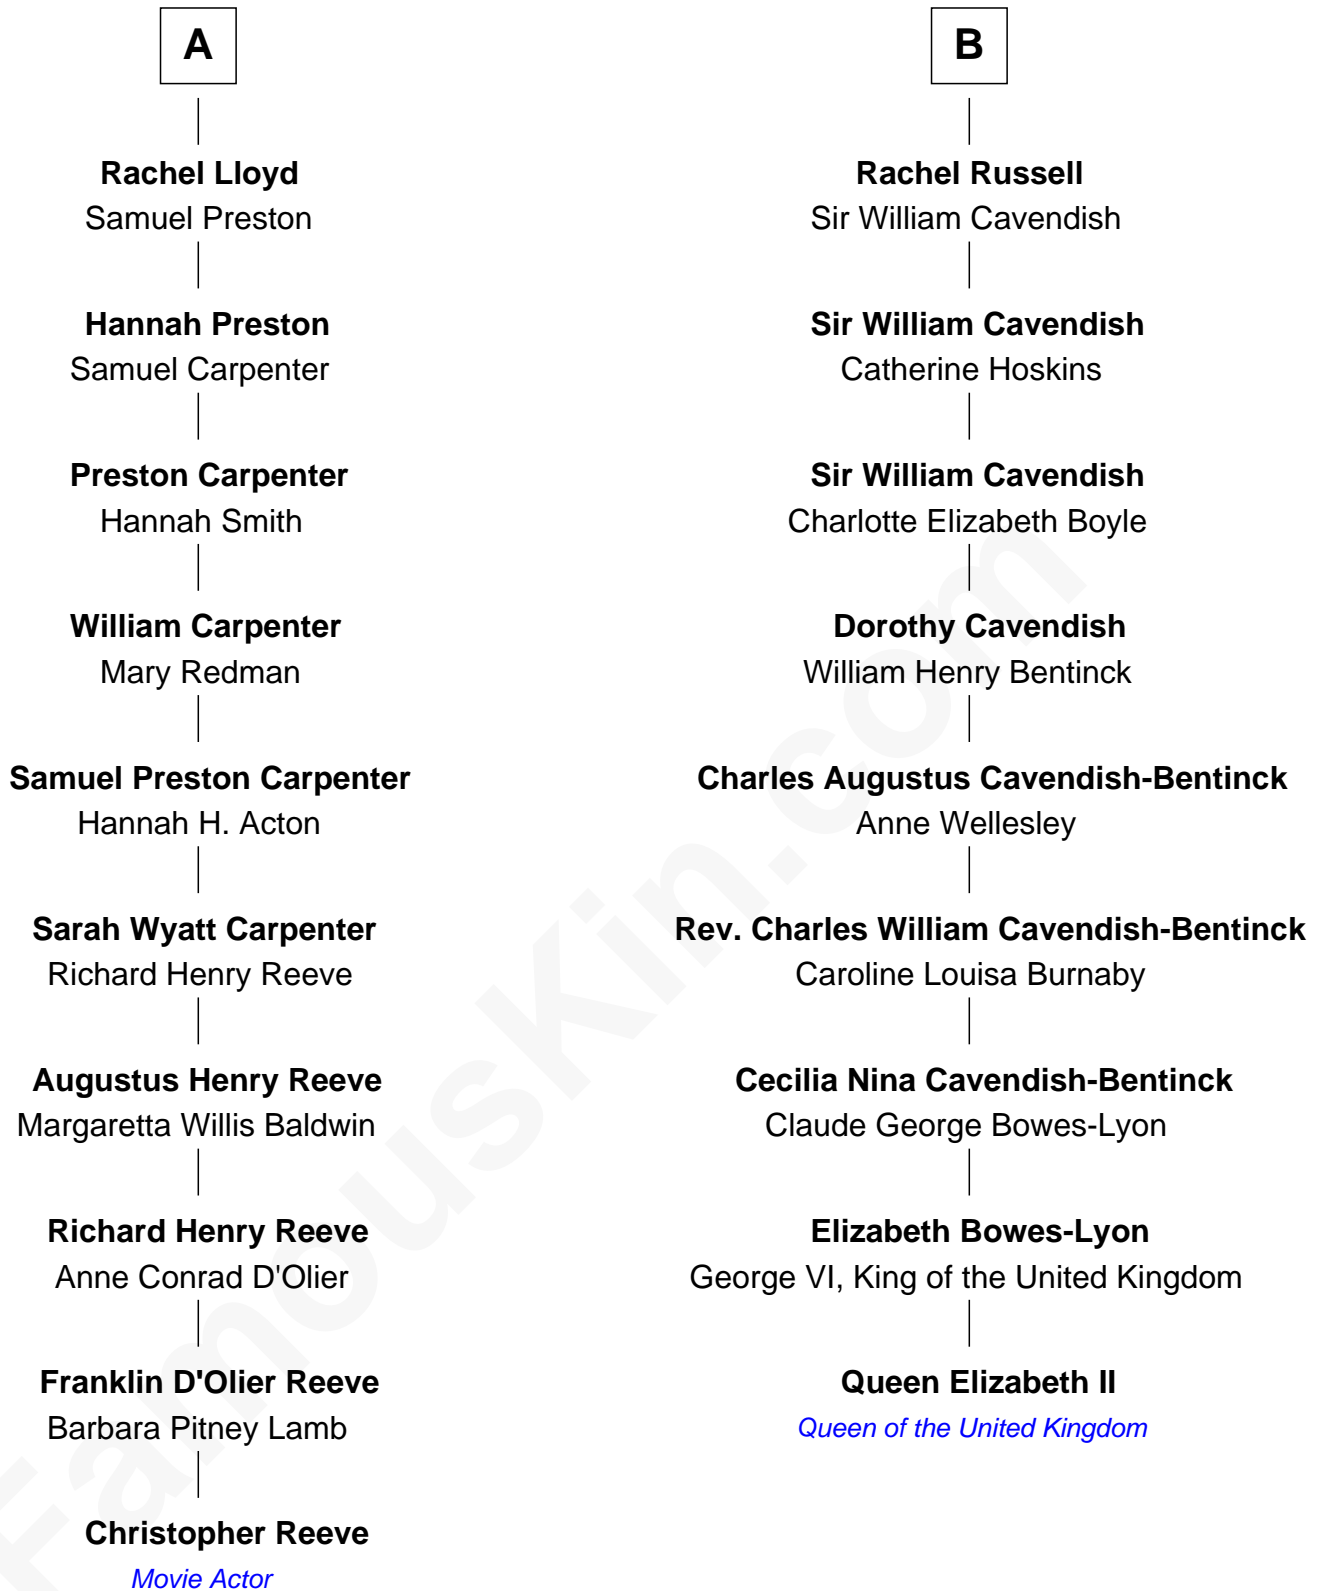 A
Rachel Lloyd
Samuel Preston
Hannah Preston
Samuel Carpenter
Preston Carpenter
Hannah Smith
William Carpenter
Mary Redman
Samuel Preston Carpenter
Hannah H. Acton
Sarah Wyatt Carpenter
Richard Henry Reeve
Augustus Henry Reeve
Margaretta Willis Baldwin
Richard Henry Reeve
Anne Conrad D'Olier
Franklin D'Olier Reeve
Barbara Pitney Lamb
Christopher Reeve
Movie Actor
B
Rachel Russell
Sir William Cavendish
Sir William Cavendish
Catherine Hoskins
Sir William Cavendish
Charlotte Elizabeth Boyle
Dorothy Cavendish
William Henry Bentinck
Charles Augustus Cavendish-Bentinck
Anne Wellesley
Rev. Charles William Cavendish-Bentinck
Caroline Louisa Burnaby
Cecilia Nina Cavendish-Bentinck
Claude George Bowes-Lyon
Elizabeth Bowes-Lyon
George VI, King of the United Kingdom
Queen Elizabeth II
Queen of the United Kingdom
FamousKin.com